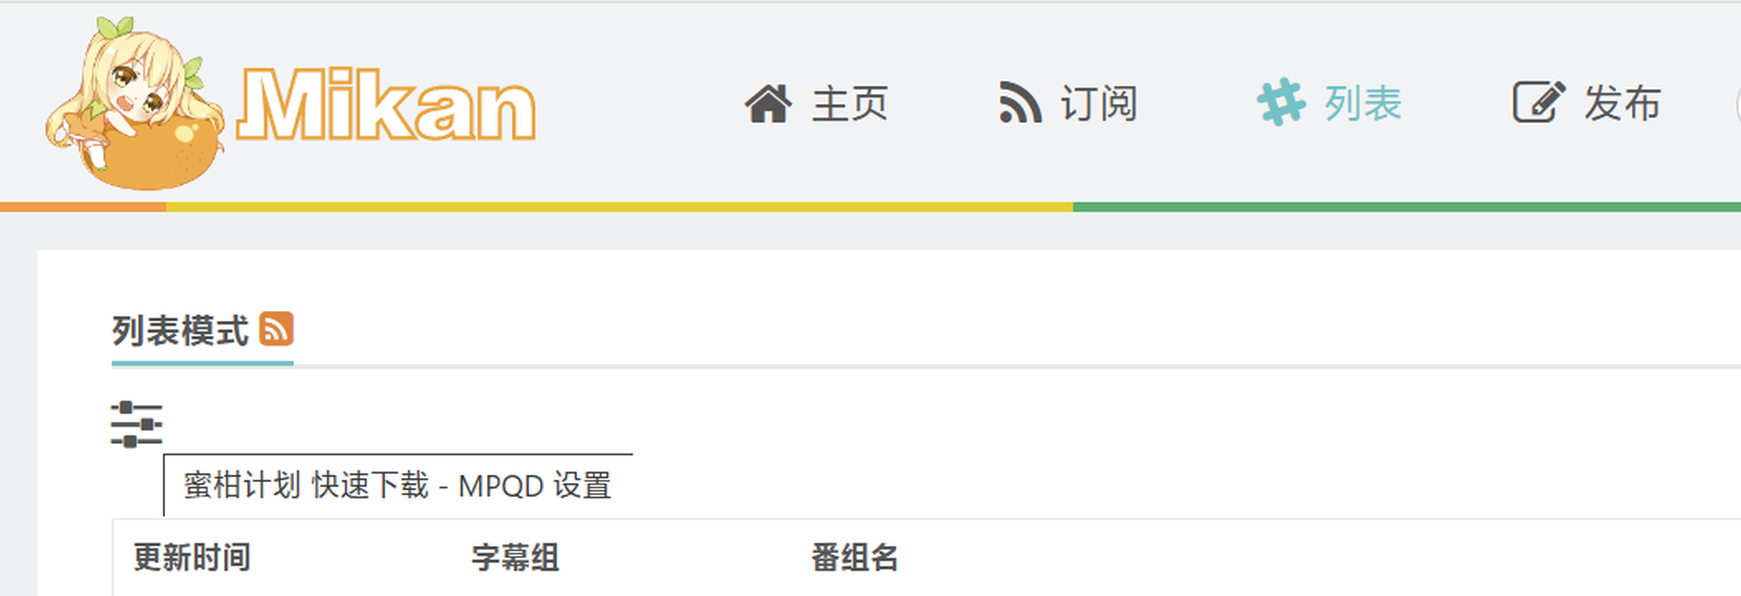 Mikan 主页 订阅 列表 发布
列表模式
蜜柑计划 快速下载 - MPQD 设置
更新时间 字幕组 番组名